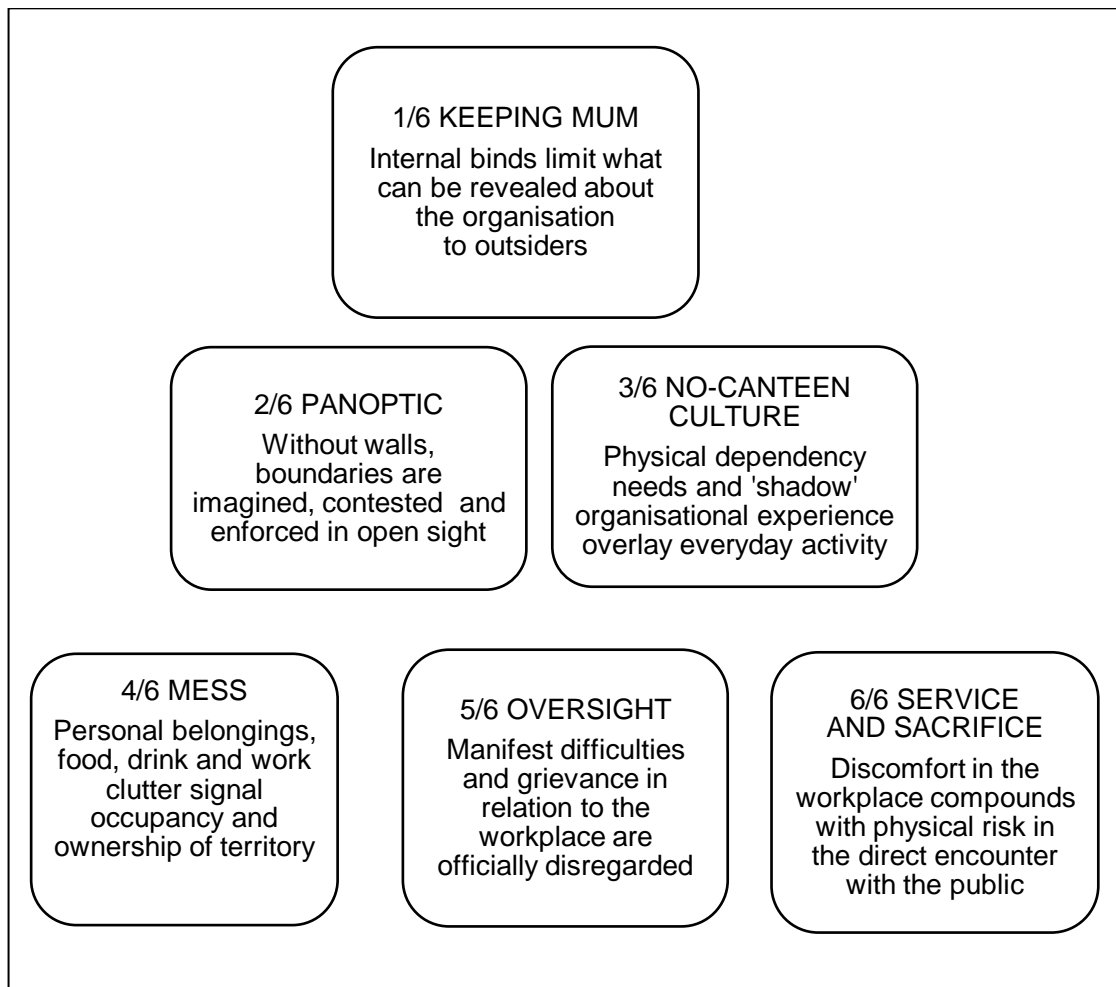 1/6 KEEPING MUM
Internal binds limit what
can be revealed about
the organisation
to outsiders
2/6 PANOPTIC
Without walls,
boundaries are
imagined, contested  and
enforced in open sight
3/6 NO-CANTEEN
CULTURE
Physical dependency
needs and 'shadow'
organisational experience
overlay everyday activity
4/6 MESS
Personal belongings,
food, drink and work
clutter signal
occupancy and
ownership of territory
5/6 OVERSIGHT
Manifest difficulties
and grievance in
relation to the
workplace are
officially disregarded
6/6 SERVICE
AND SACRIFICE
Discomfort in the
workplace compounds
with physical risk in
the direct encounter
with the public